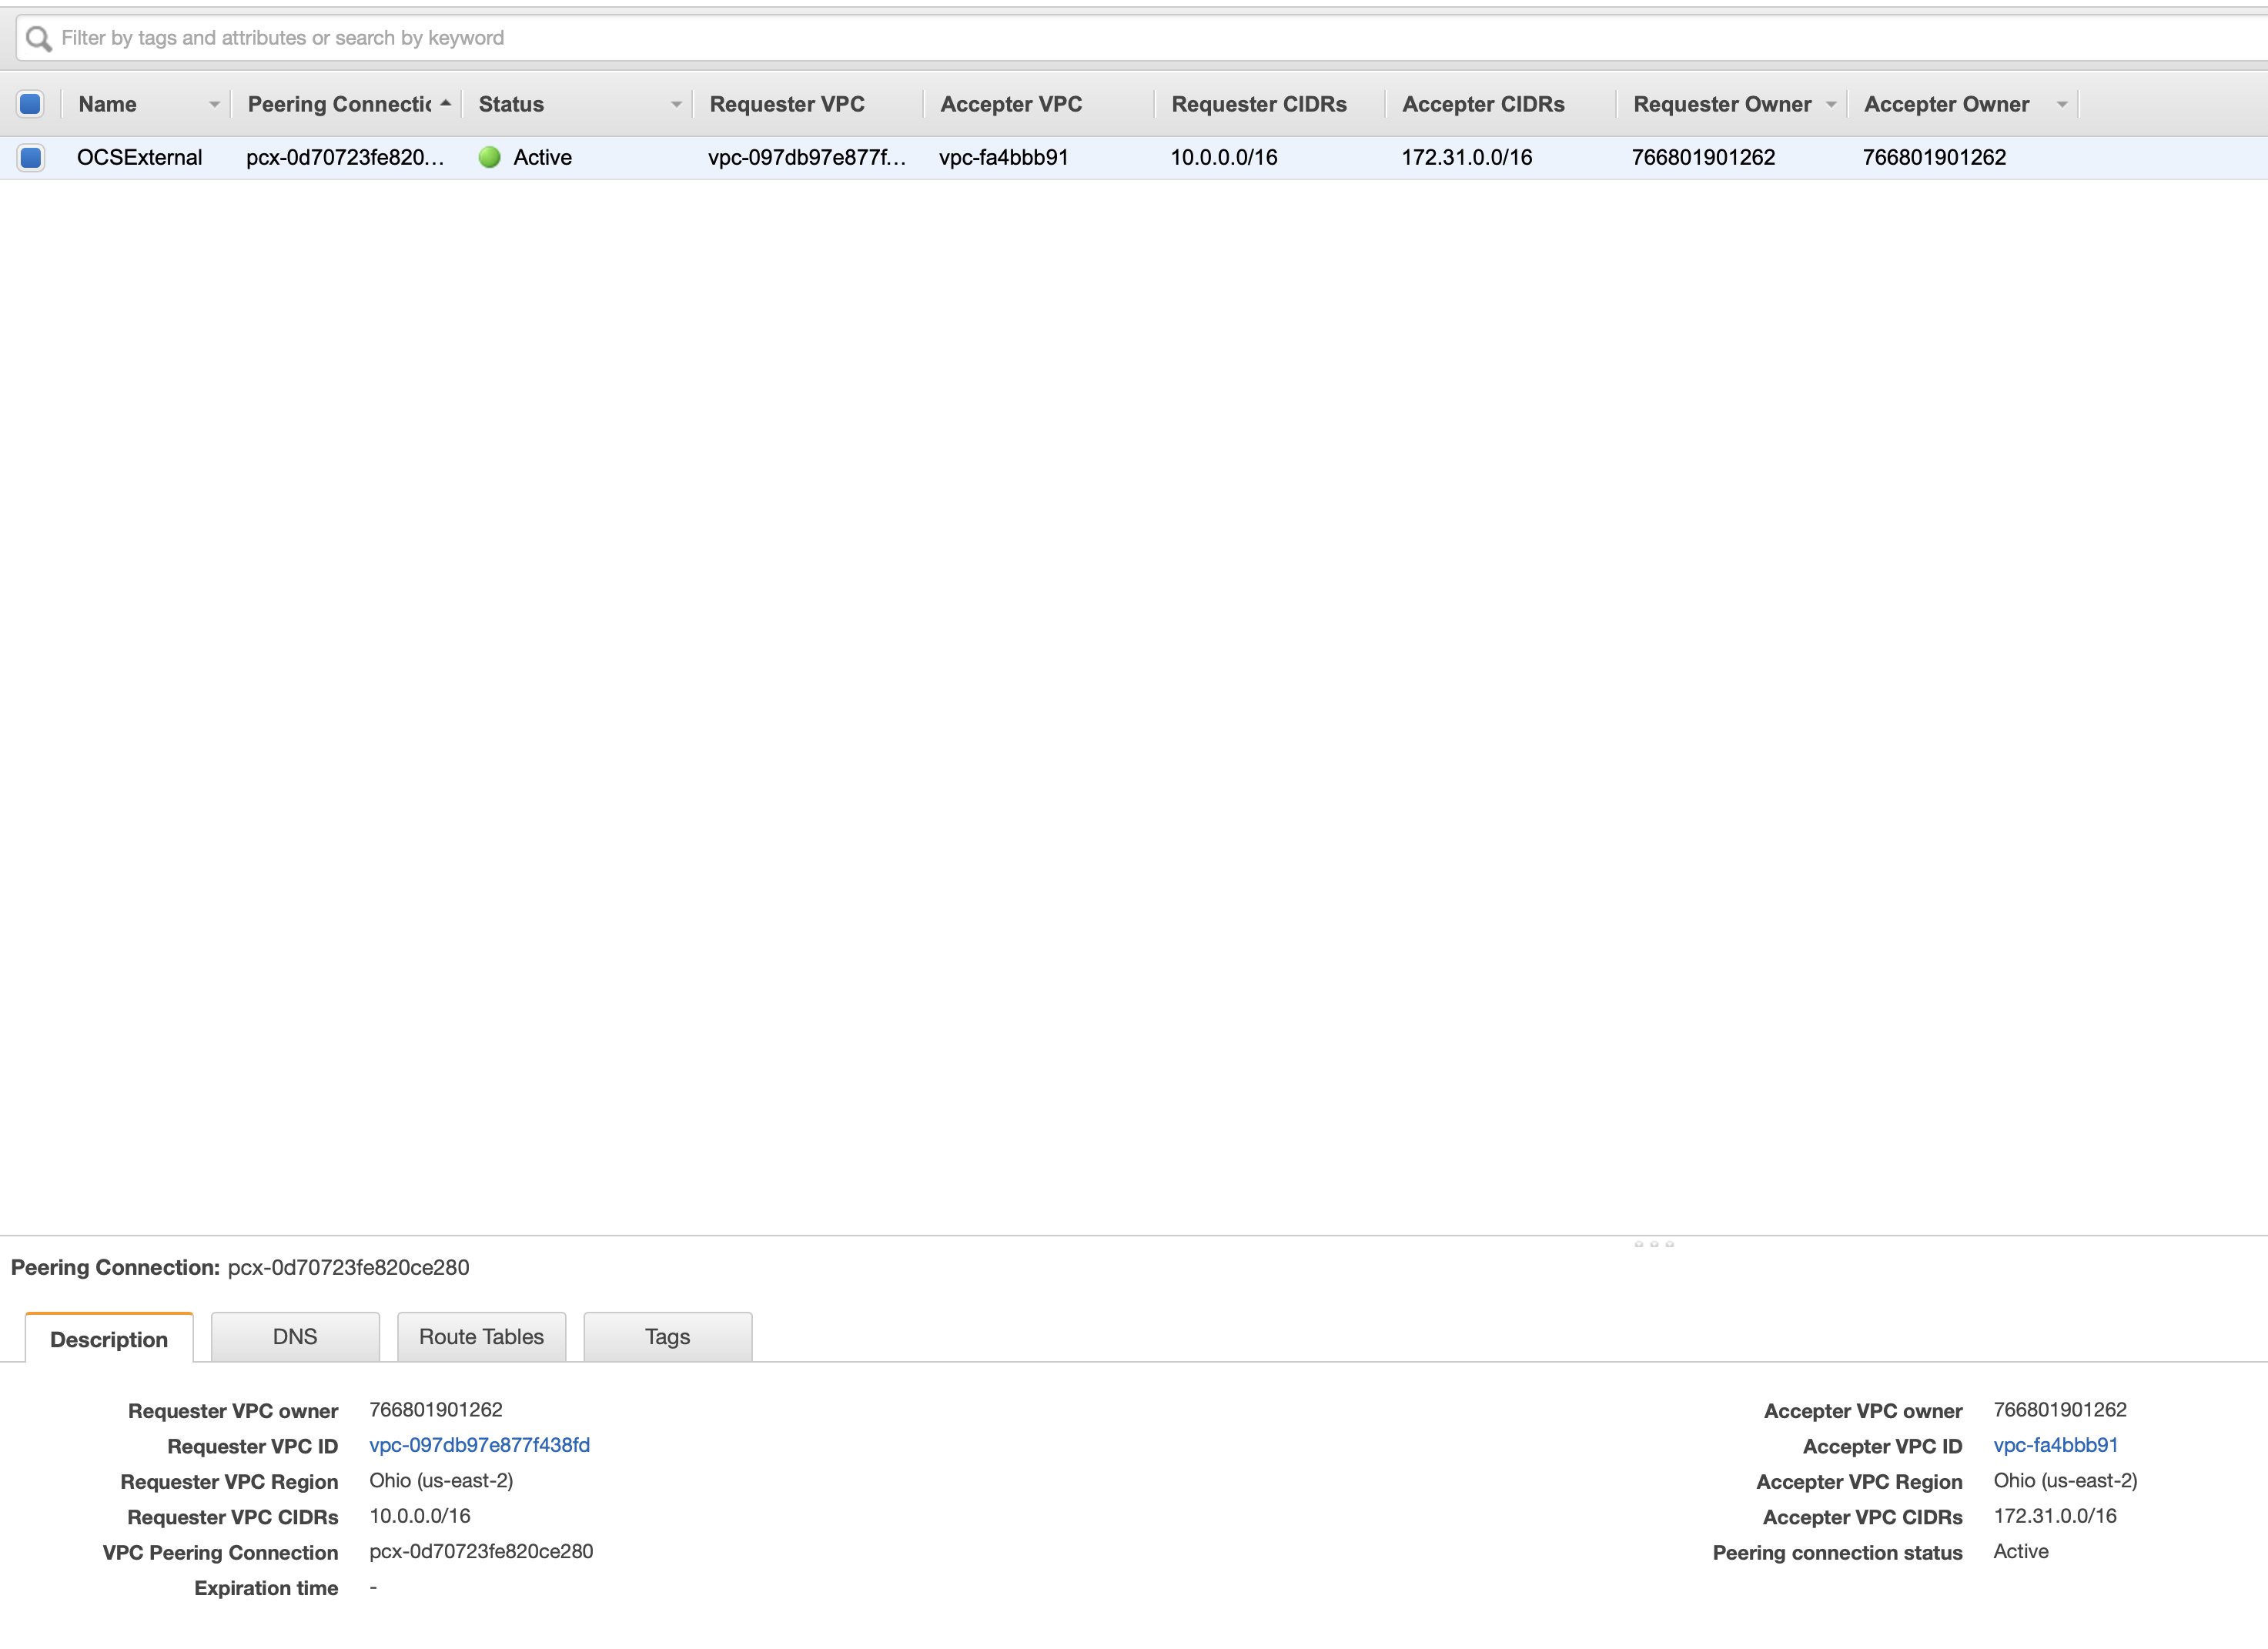 Filter by tags and attributes or search by keyword
Name Peering Connectic Status Requester VPC Accepter VPC Requester CIDRs Accepter CIDRs Requester Owner Accepter Owner
OCSExternal pcx-0d70723fe820... Active vpc-097db97e877f... vpc-fa4bbb91 10.0.0.0/16 172.31.0.0/16 766801901262 766801901262
Peering Connection: pcx-0d70723fe820ce280
Description DNS Route Tables Tags
Requester VPC owner 766801901262 Accepter VPC owner 766801901262
Requester VPC ID vpc-097db97e877f438fd Accepter VPC ID vpc-fa4bbb91
Requester VPC Region Ohio (us-east-2) Accepter VPC Region Ohio (us-east-2)
Requester VPC CIDRs 10.0.0.0/16 Accepter VPC CIDRs 172.31.0.0/16
VPC Peering Connection pcx-0d70723fe820ce280 Peering connection status Active
Expiration time -